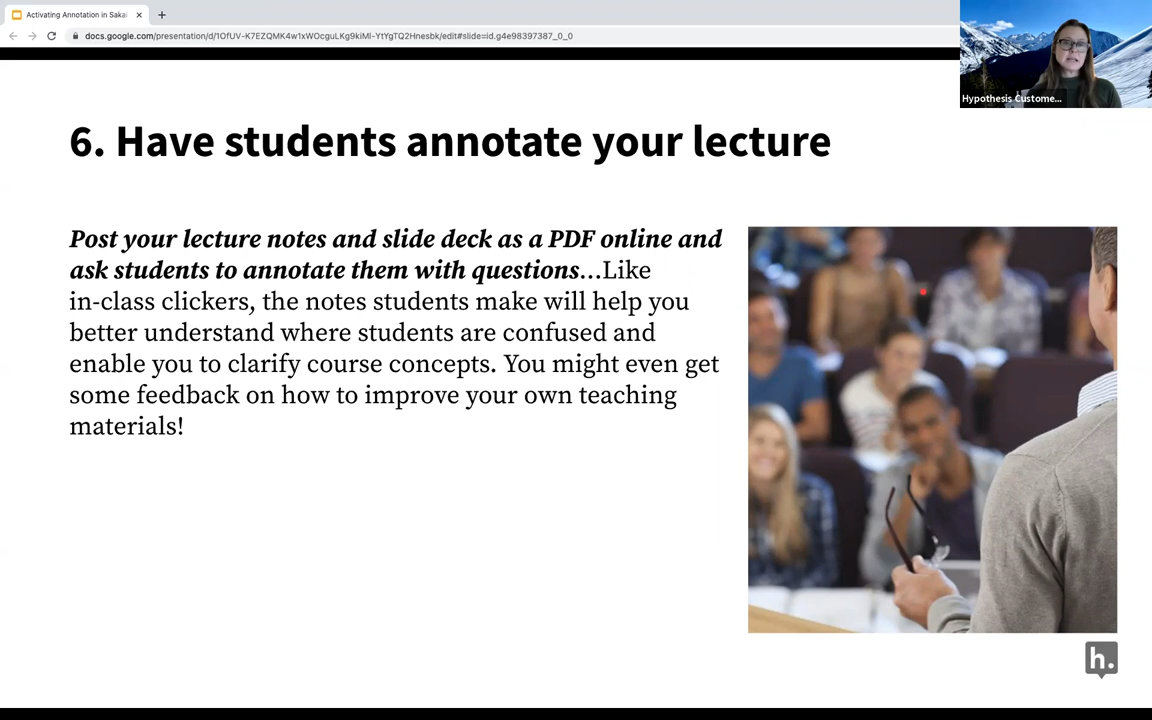 Activating Annotation in Sakai
docs.google.com/presentation/d/1OfUV-K7EZQMK4w1xWOcguLKg9kiMl-YtYgTQ2Hnesbk/edit#slide=id.g4e98397387_0_0
Hypothesis Custome...
6. Have students annotate your lecture
Post your lecture notes and slide deck as a PDF online and
ask students to annotate them with questions…Like
in-class clickers, the notes students make will help you
better understand where students are confused and
enable you to clarify course concepts. You might even get
some feedback on how to improve your own teaching
materials!
h.